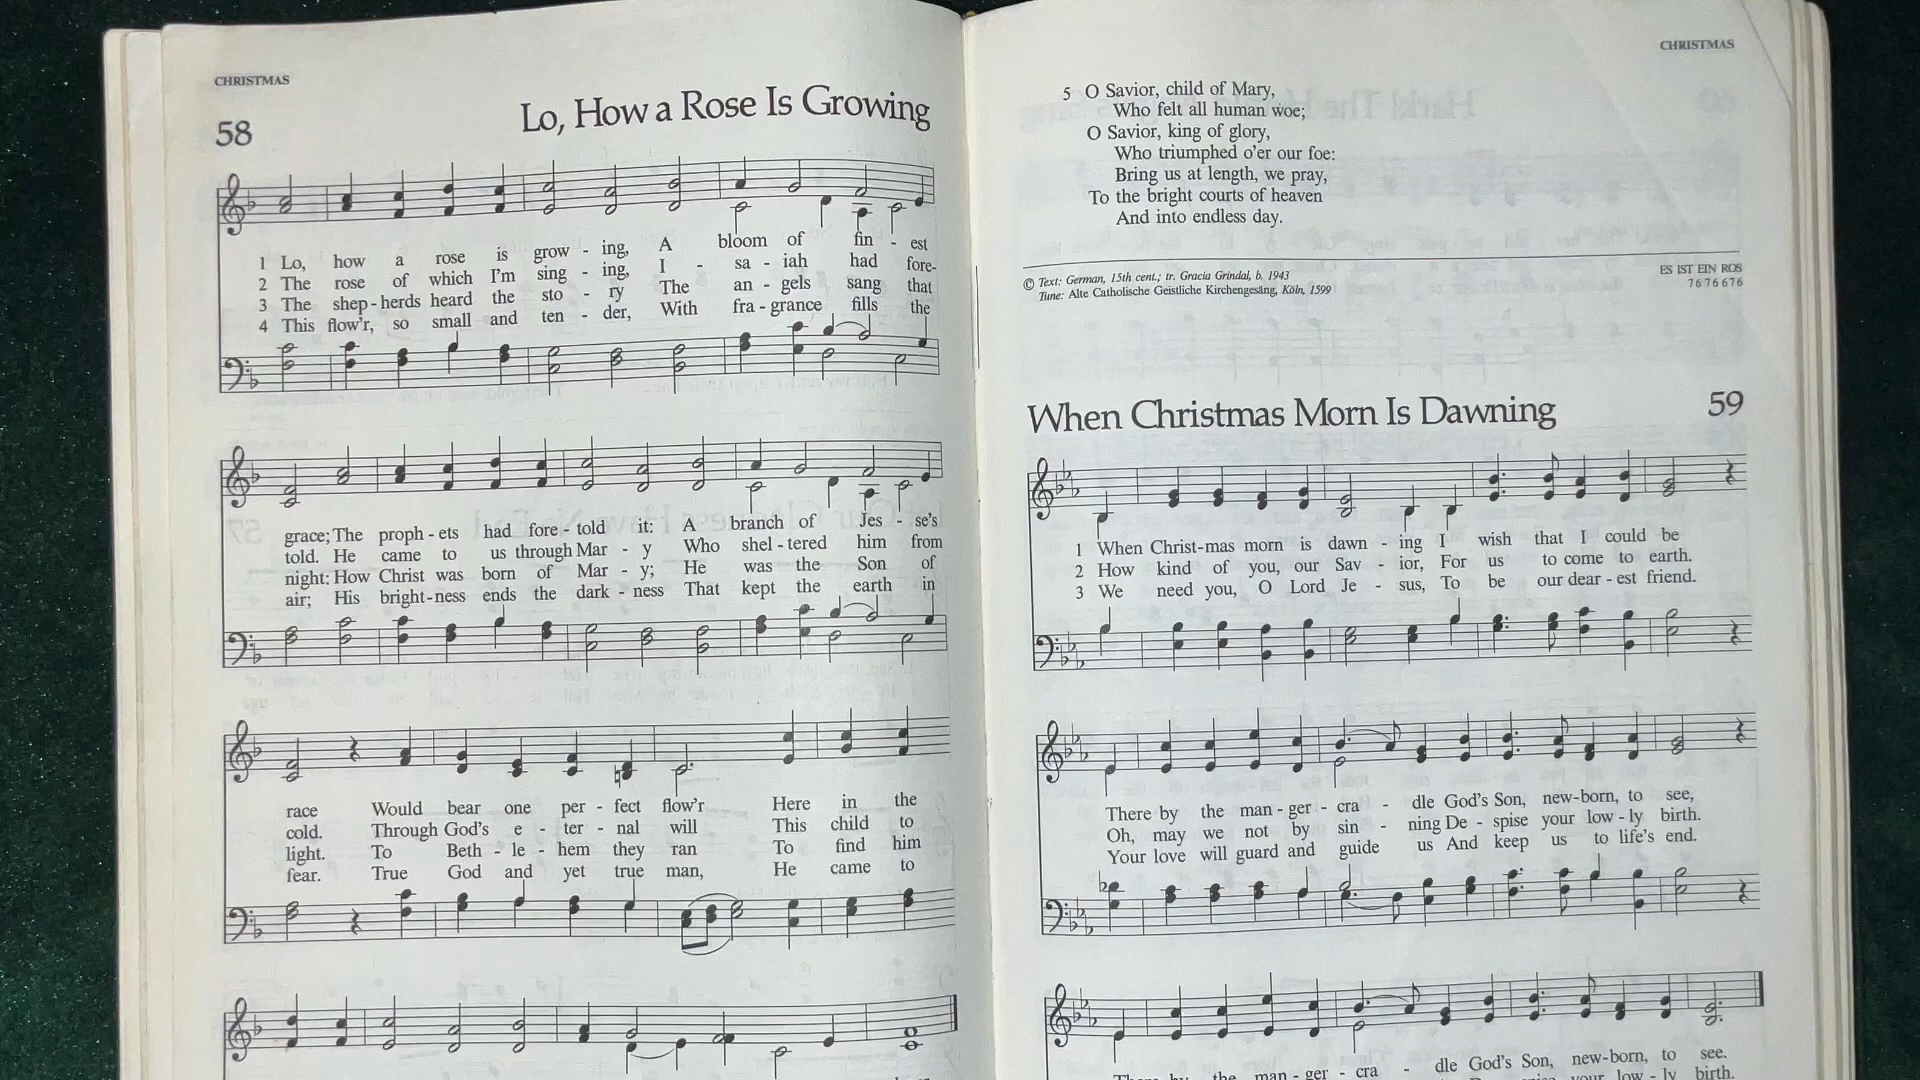 CHRISTMAS
58
Lo, How a Rose Is Growing
1 Lo, how a rose is grow - ing, A bloom of fin - est
2 The rose of which I'm sing - ing, I - sa - iah had fore-
3 The shep - herds heard the sto - ry The an - gels sang that
4 This flow'r, so small and ten - der, With fra - grance fills the
grace; The proph - ets had fore - told it: A branch of Jes - se's
told. He came to us through Mar - y Who shel - tered him from
night: How Christ was born of Mar - y; He was the Son of
air; His bright - ness ends the dark - ness That kept the earth in
race Would bear one per - fect flow'r Here in the
cold. Through God's e - ter - nal will This child to
light. To Beth - le - hem they ran To find him
fear. True God and yet true man, He came to
CHRISTMAS
5 O Savior, child of Mary,
Who felt all human woe;
O Savior, king of glory,
Who triumphed o'er our foe:
Bring us at length, we pray,
To the bright courts of heaven
And into endless day.
© Text: German, 15th cent.; tr. Gracia Grindal, b. 1943
Tune: Alte Catholische Geistliche Kirchengesäng, Köln, 1599
ES IST EIN ROS
7 6 7 6 6 7 6
When Christmas Morn Is Dawning
59
1 When Christ-mas morn is dawn - ing I wish that I could be
2 How kind of you, our Sav - ior, For us to come to earth.
3 We need you, O Lord Je - sus, To be our dear - est friend.
There by the man - ger - cra - dle God's Son, new-born, to see,
Oh, may we not by sin - ning De - spise your low - ly birth.
Your love will guard and guide us And keep us to life's end.
the man - ger - cra - dle God's Son, new-born, to see.
your low - ly birth.